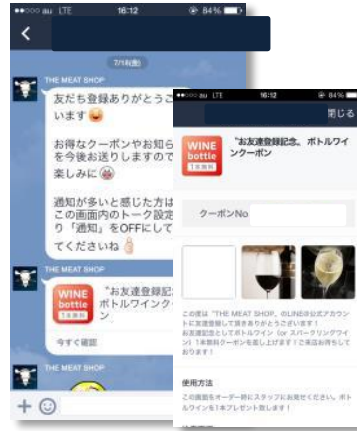 au LTE 16:12 84%
7/18(金)
THE MEAT SHOP
友だち登録ありがとうご
います
お得なクーポンやお知ら
を今後お送りしますので
楽しみに
通知が多いと感じた方は
この画面内のトーク設定
り「通知」をOFFにして
てくださいね
THE MEAT SHOP
WINE
bottle
1本無料
"お友達登録記
ボトルワインク
ン
今すぐ確認
THE MEAT SHOP
au LTE 16:12 84%
閉じる
WINE
bottle
1本無料
"お友達登録記念。ボトルワイ
ンクーポン
クーポンNo
この度は「THE MEAT SHOP」のLINE@公式アカウン
トに友達登録して頂きありがとうございます！
お友達記念としてボトルワイン（or スパークリングワイ
ン）1本無料クーポンを差し上げます！ご来店お待ちして
おります！
使用方法
この画面をオーダー時にスタッフにお見せください。ボト
ルワインを1本プレゼント致します！